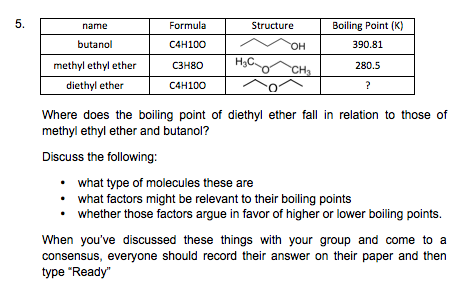 5.
name Formula Structure Boiling Point (K)
butanol C4H10O OH 390.81
methyl ethyl ether C3H8O H3C O CH3 280.5
diethyl ether C4H10O O ?
Where does the boiling point of diethyl ether fall in relation to those of
methyl ethyl ether and butanol?
Discuss the following:
• what type of molecules these are
• what factors might be relevant to their boiling points
• whether those factors argue in favor of higher or lower boiling points.
When you've discussed these things with your group and come to a
consensus, everyone should record their answer on their paper and then
type “Ready”